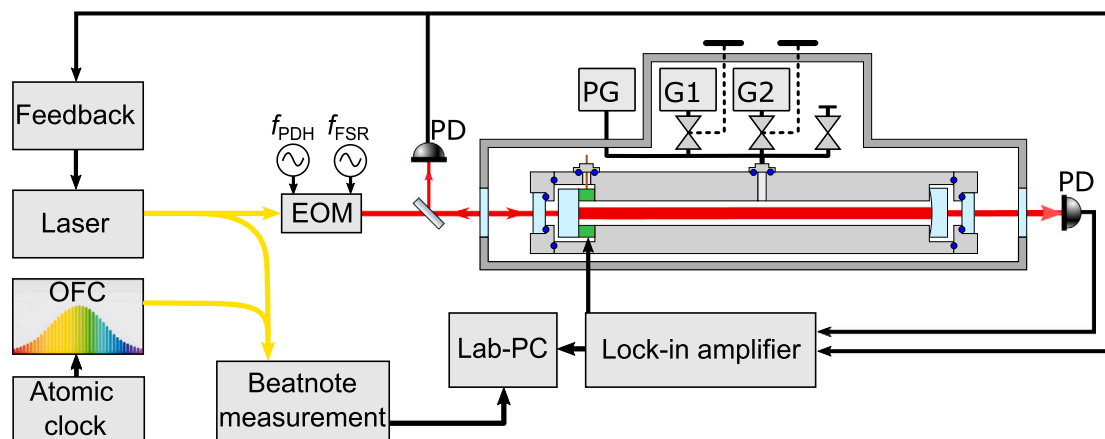 Feedback
Laser
OFC
Atomic
clock
f_PDH
f_FSR
EOM
PD
PG
G1
G2
PD
Lab-PC
Lock-in amplifier
Beatnote
measurement